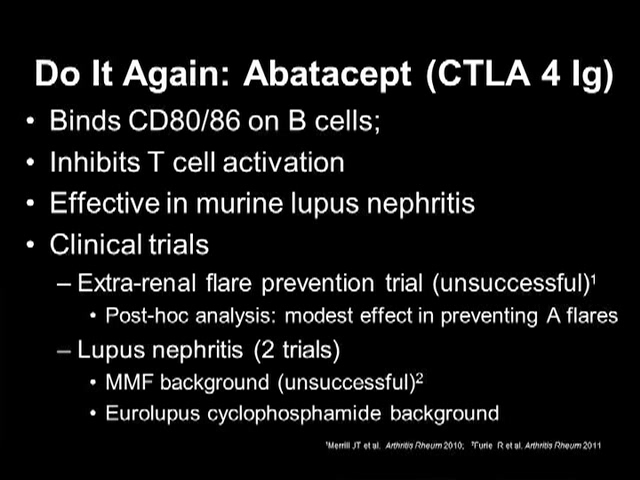 Do It Again: Abatacept (CTLA 4 Ig)
• Binds CD80/86 on B cells;
• Inhibits T cell activation
• Effective in murine lupus nephritis
• Clinical trials
– Extra-renal flare prevention trial (unsuccessful)¹
• Post-hoc analysis: modest effect in preventing A flares
– Lupus nephritis (2 trials)
• MMF background (unsuccessful)²
• Eurolupus cyclophosphamide background
¹Merrill JT et al. Arthritis Rheum 2010; ²Furie R et al. Arthritis Rheum 2011